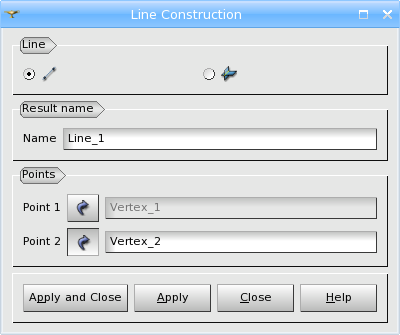 Line Construction
Line
Result name
Name Line_1
Points
Point 1 Vertex_1
Point 2 Vertex_2
Apply and Close Apply Close Help